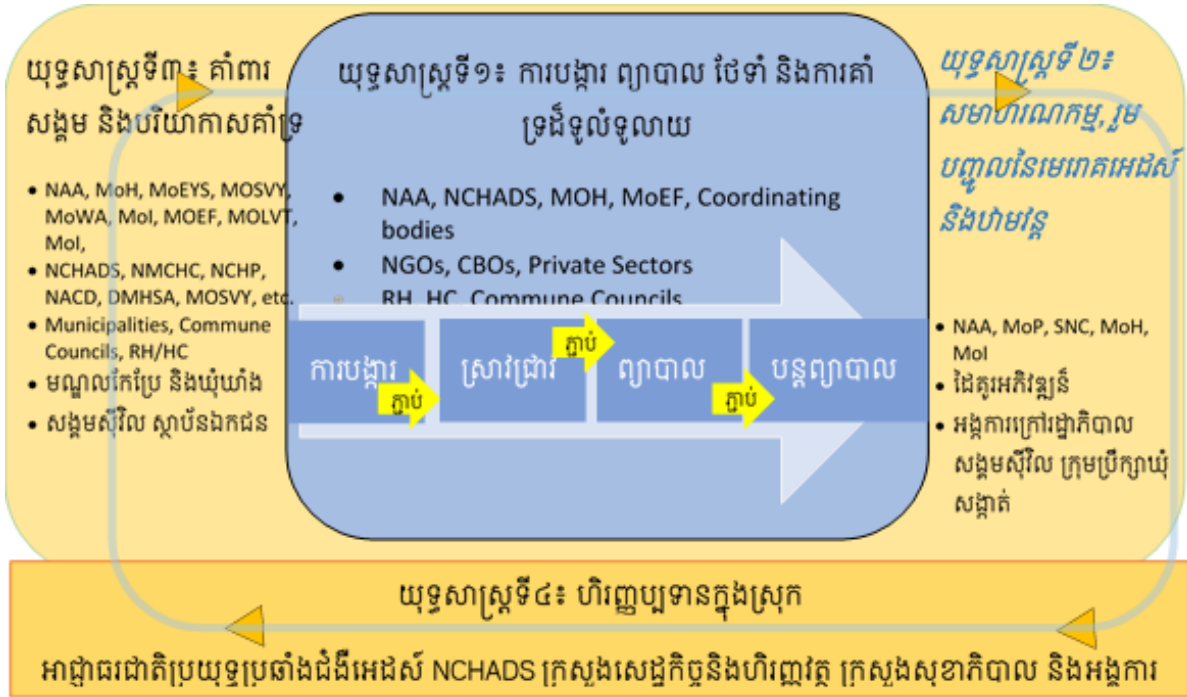 យុទ្ធសាស្ត្រទី៣៖ គាំពារ
សង្គម និងបរិយាកាសគាំទ្រ
• NAA, MoH, MoEYS, MOSVY,
MoWA, MoI, MOEF, MOLVT,
MoI,
• NCHADS, NMCHC, NCHP,
NACD, DMHSA, MOSVY, etc.
• Municipalities, Commune
Councils, RH/HC
• មណ្ឌលកែប្រែ និងឃុំឃាំង
• សង្គមស៊ីវិល ស្ថាប័នឯកជន
យុទ្ធសាស្ត្រទី១៖ ការបង្ការ ព្យាបាល ថែទាំ និងការគាំ
ទ្រដ៏ទូលំទូលាយ
• NAA, NCHADS, MOH, MoEF, Coordinating
bodies
• NGOs, CBOs, Private Sectors
RH, HC, Commune Councils
ការបង្ការ
ភ្ជាប់
ស្រាវជ្រាវ
ភ្ជាប់
ព្យាបាល
ភ្ជាប់
បន្តព្យាបាល
យុទ្ធសាស្ត្រទី ២៖
សមាហរណកម្ម, រួម
បញ្ចូលនៃមេរោគអេដស៍
និងហាមវន្ត
• NAA, MoP, SNC, MoH,
MoI
• ដៃគូរអភិវឌ្ឍន៍
• អង្គការក្រៅរដ្ឋាភិបាល
សង្គមស៊ីវិល ក្រុមប្រឹក្សាឃុំ
សង្កាត់
យុទ្ធសាស្ត្រទី៤៖ ហិរញ្ញប្បទានក្នុងស្រុក
អាជ្ញាធរជាតិប្រយុទ្ធប្រឆាំងជំងឺអេដស៍ NCHADS ក្រសួងសេដ្ឋកិច្ចនិងហិរញ្ញវត្ថុ ក្រសួងសុខាភិបាល និងអង្គការ